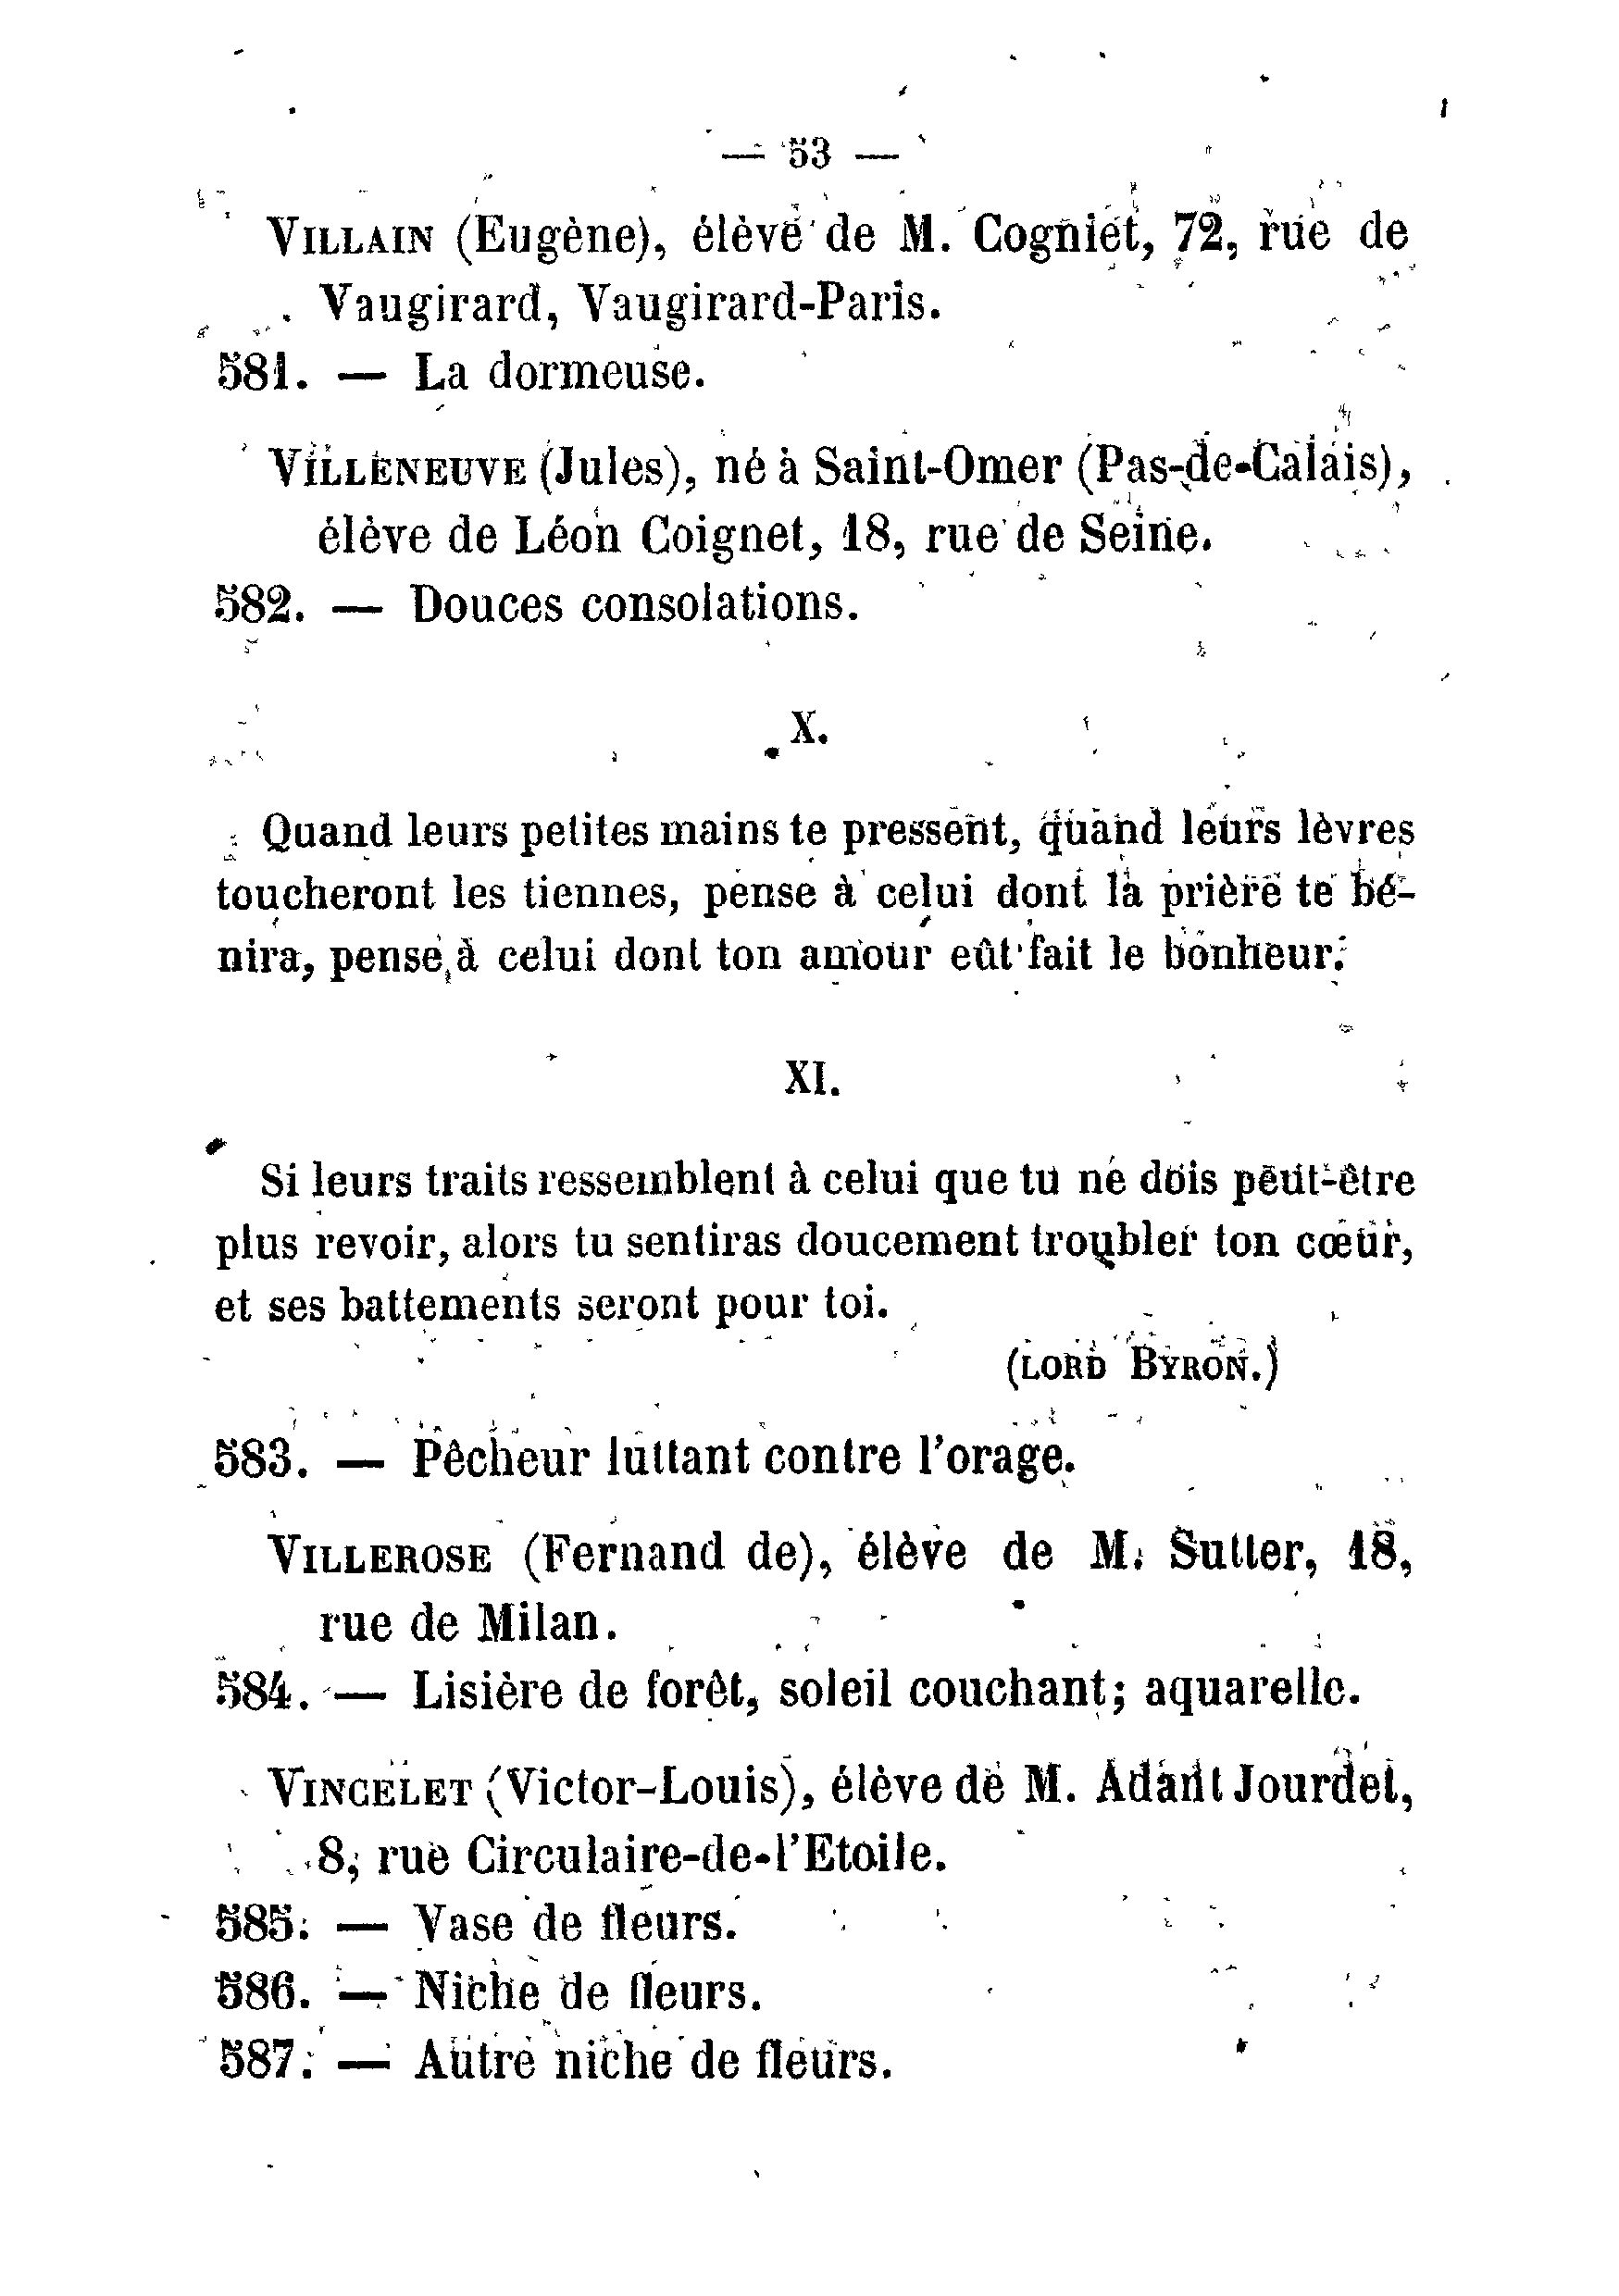 — 53 —
VILLAIN (Eugène), élève de M. Cogniet, 72, rue de
Vaugirard, Vaugirard-Paris.
581. — La dormeuse.
VILLENEUVE (Jules), né à Saint-Omer (Pas-de-Calais),
élève de Léon Coignet, 18, rue de Seine.
582. — Douces consolations.
X.
Quand leurs petites mains te pressent, quand leurs lèvres
toucheront les tiennes, pense à celui dont la prière te bé-
nira, pense à celui dont ton amour eût fait le bonheur.
XI.
Si leurs traits ressemblent à celui que tu ne dois peut-être
plus revoir, alors tu sentiras doucement troubler ton cœur,
et ses battements seront pour toi.
(LORD BYRON.)
583. — Pêcheur luttant contre l'orage.
VILLEROSE (Fernand de), élève de M. Sutter, 18,
rue de Milan.
584. — Lisière de forêt, soleil couchant; aquarelle.
VINCELET (Victor-Louis), élève de M. Adant Jourdet,
8, rue Circulaire-de-l'Etoile.
585. — Vase de fleurs.
586. — Niche de fleurs.
587. — Autre niche de fleurs.